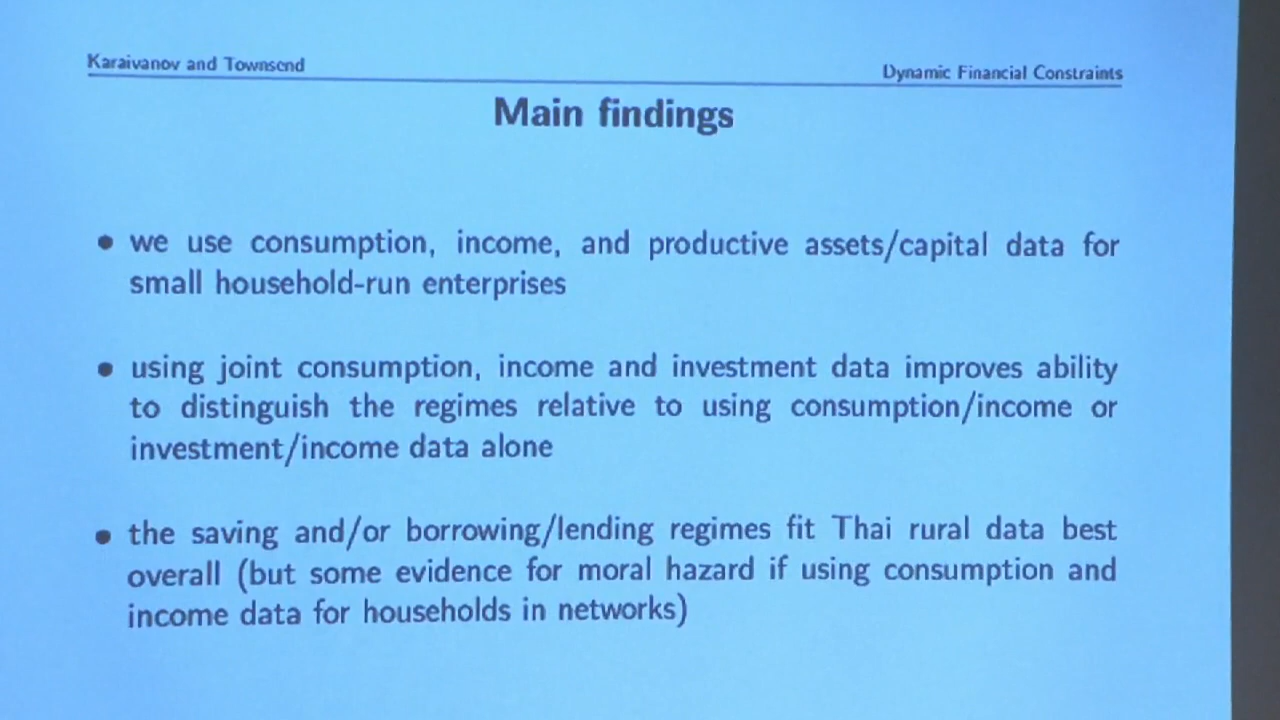 Karaivanov and Townsend
Dynamic Financial Constraints
Main findings
• we use consumption, income, and productive assets/capital data for
small household-run enterprises
• using joint consumption, income and investment data improves ability
to distinguish the regimes relative to using consumption/income or
investment/income data alone
• the saving and/or borrowing/lending regimes fit Thai rural data best
overall (but some evidence for moral hazard if using consumption and
income data for households in networks)